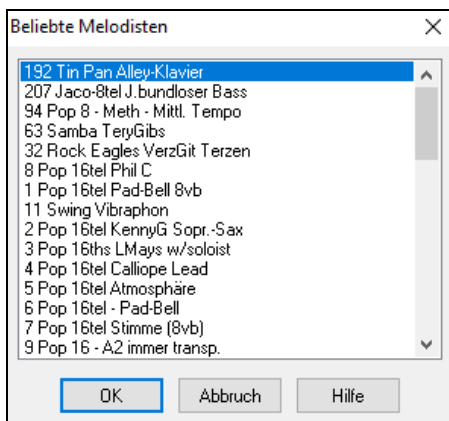 Beliebte Melodisten
192 Tin Pan Alley-Klavier
207 Jaco-8tel J.bundloser Bass
94 Pop 8 - Meth - Mittl. Tempo
63 Samba TeryGibs
32 Rock Eagles VerzGit Terzen
8 Pop 16tel Phil C
1 Pop 16tel Pad-Bell 8vb
11 Swing Vibraphon
2 Pop 16tel KennyG Sopr.-Sax
3 Pop 16ths LMays w/soloist
4 Pop 16tel Calliope Lead
5 Pop 16tel Atmosphäre
6 Pop 16tel - Pad-Bell
7 Pop 16tel Stimme (8vb)
9 Pop 16 - A2 immer transp.
OK Abbruch Hilfe